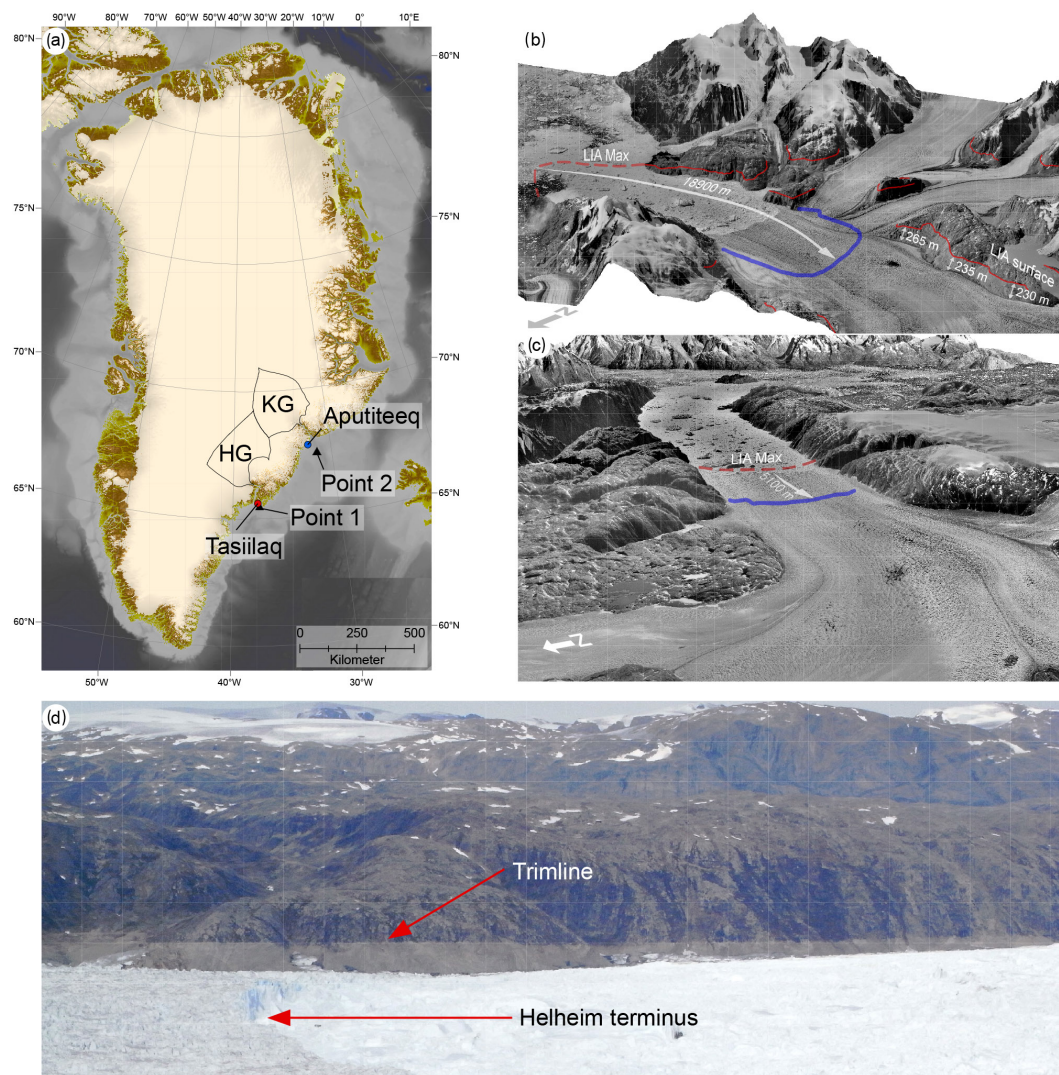 90°W 70°W 60°W 50°W 40°W 30°W 20°W 10°W 0° 10°E
(a)
80°N
80°N
75°N
75°N
70°N
70°N
KG
Aputiteeq
HG
Point 2
65°N
65°N
Point 1
Tasiilaq
0 250 500
Kilometer
60°N
60°N
50°W 40°W 30°W
(b)
LIA Max
18900 m
LIA surface
265 m
235 m
230 m
N
(c)
LIA Max
5100 m
N
(d)
Trimline
Helheim terminus